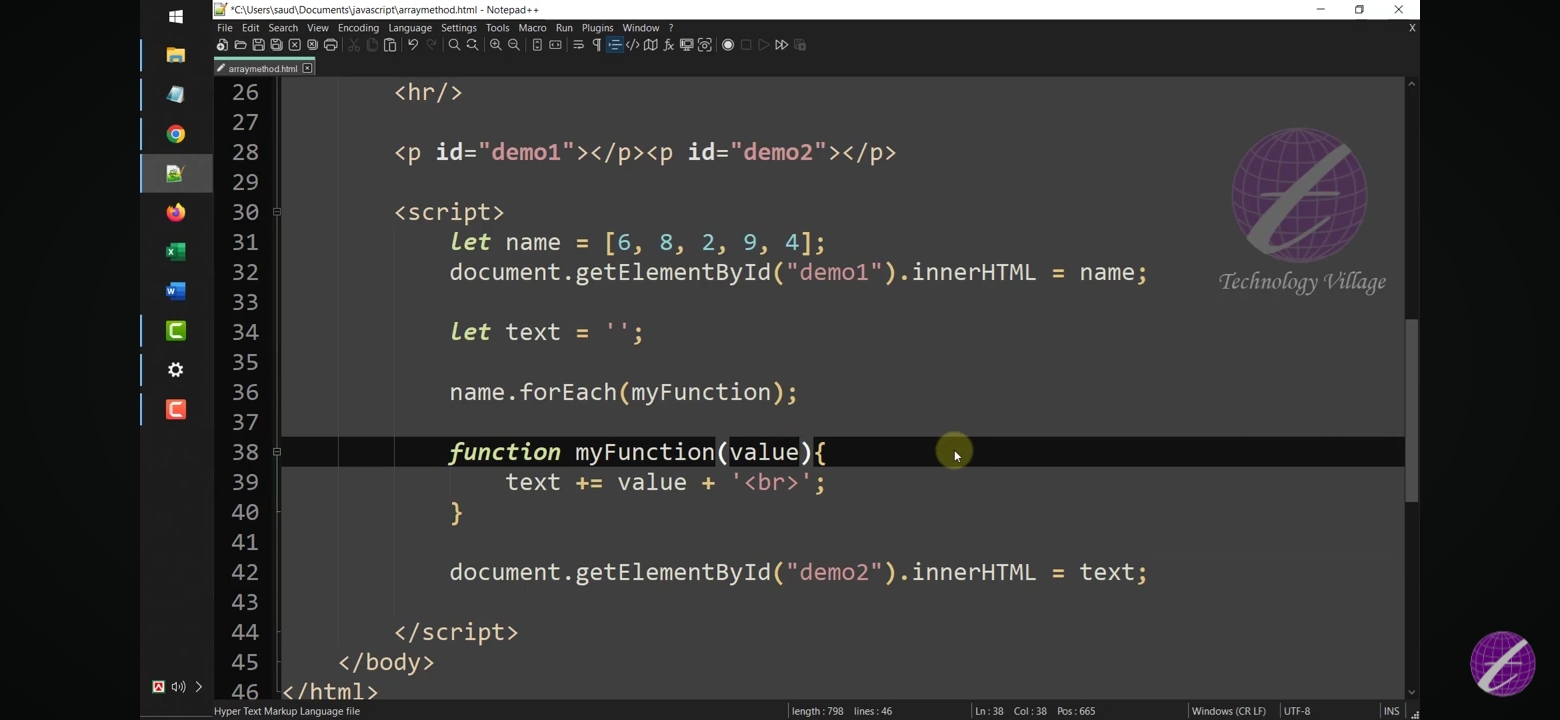 *C:\Users\saud\Documents\javascript\arraymethod.html - Notepad++
File Edit Search View Encoding Language Settings Tools Macro Run Plugins Window ? X
arraymethod.html
26 <hr/>
27
28 <p id="demo1"></p><p id="demo2"></p>
29
30 <script>
31 let name = [6, 8, 2, 9, 4];
32 document.getElementById("demo1").innerHTML = name;
33
34 let text = '';
35
36 name.forEach(myFunction);
37
38 function myFunction(value){
39 text += value + '<br>';
40 }
41
42 document.getElementById("demo2").innerHTML = text;
43
44 </script>
45 </body>
46 </html>
Technology Village
Hyper Text Markup Language file length : 798 lines : 46 Ln : 38 Col : 38 Pos : 665 Windows (CR LF) UTF-8 INS